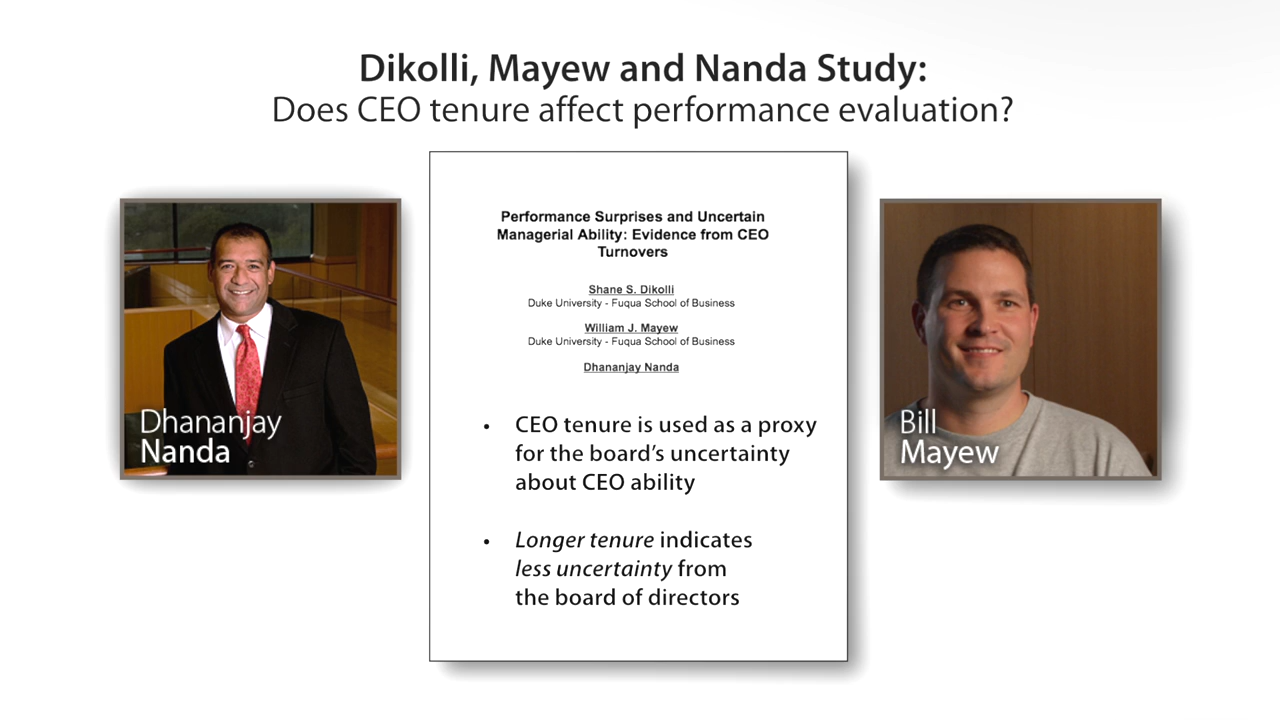 Dikolli, Mayew and Nanda Study:
Does CEO tenure affect performance evaluation?
Dhananjay
Nanda
Performance Surprises and Uncertain
Managerial Ability: Evidence from CEO
Turnovers
Shane S. Dikolli
Duke University - Fuqua School of Business
William J. Mayew
Duke University - Fuqua School of Business
Dhananjay Nanda
• CEO tenure is used as a proxy
for the board’s uncertainty
about CEO ability
• Longer tenure indicates
less uncertainty from
the board of directors
Bill
Mayew